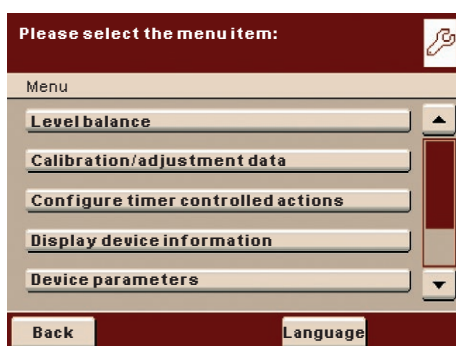 Please select the menu item:
Menu
Level balance
Calibration/adjustment data
Configure timer controlled actions
Display device information
Device parameters
Back
Language